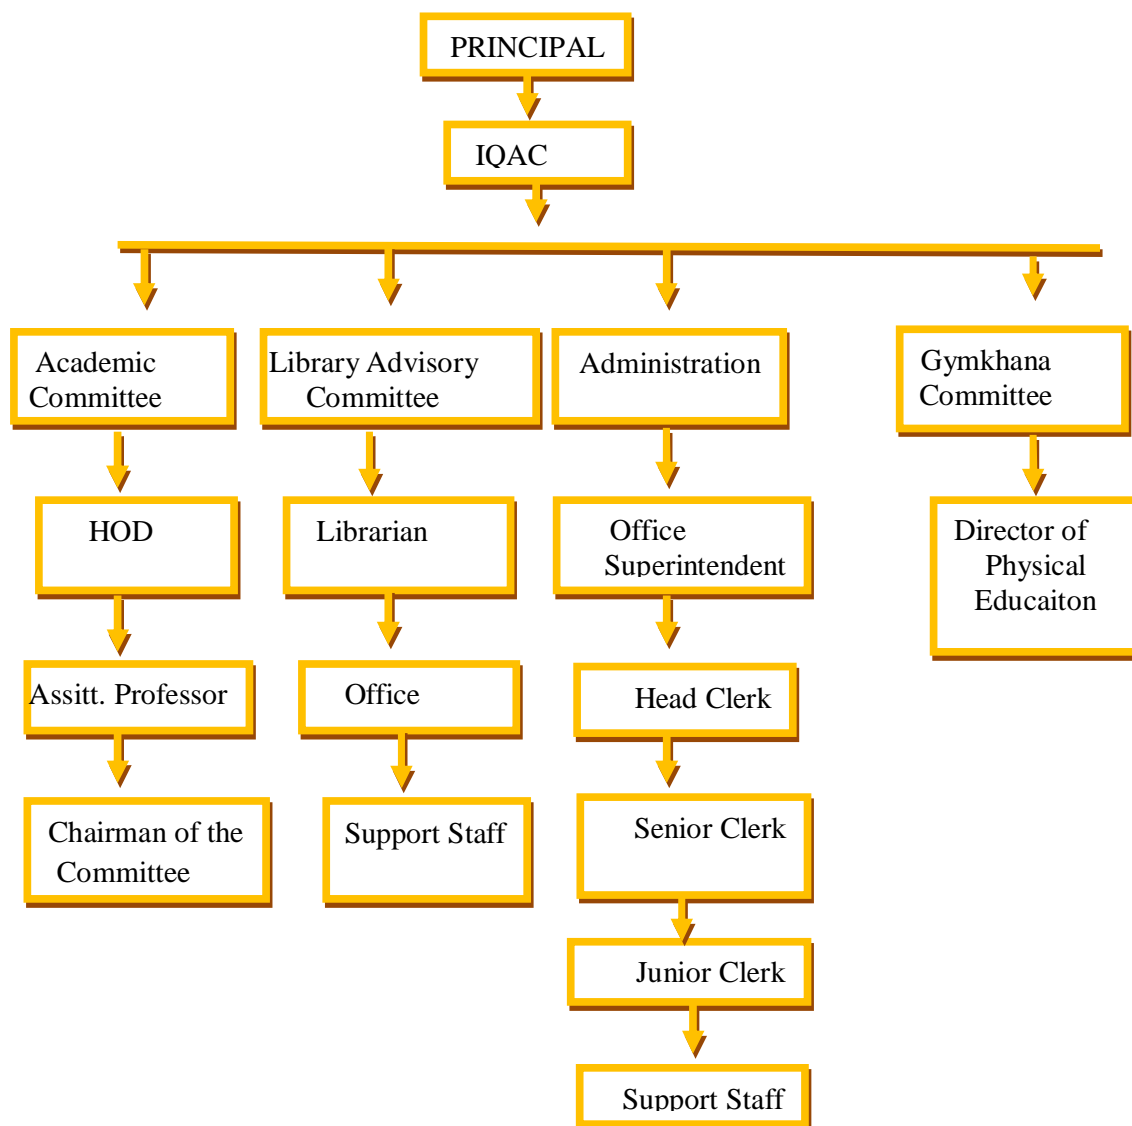 PRINCIPAL
IQAC
Academic
Committee
Library Advisory
Committee
Administration
Gymkhana
Committee
HOD
Librarian
Office
Superintendent
Director of
Physical
Educaiton
Assitt. Professor
Office
Head Clerk
Chairman of the
Committee
Support Staff
Senior Clerk
Junior Clerk
Support Staff